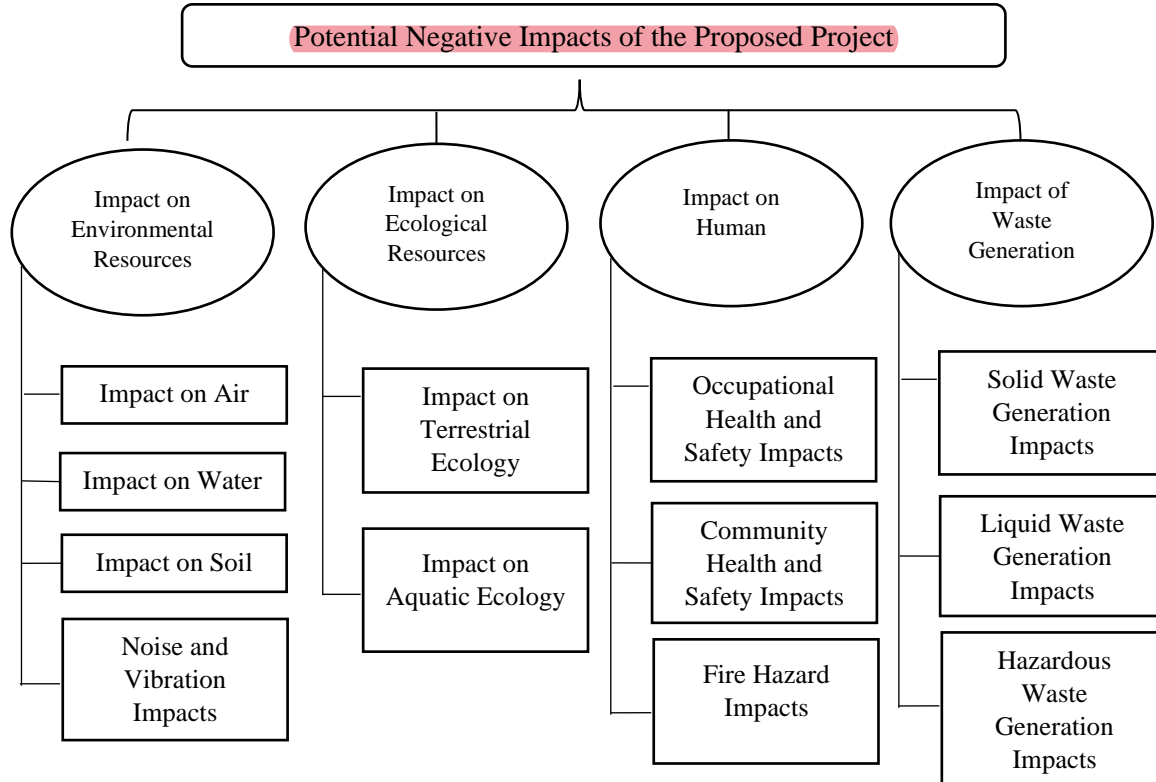 Potential Negative Impacts of the Proposed Project
Impact on
Environmental
Resources
Impact on
Ecological
Resources
Impact on
Human
Impact of
Waste
Generation
Impact on Air
Impact on Water
Impact on Soil
Noise and
Vibration
Impacts
Impact on
Terrestrial
Ecology
Impact on
Aquatic Ecology
Occupational
Health and
Safety Impacts
Community
Health and
Safety Impacts
Fire Hazard
Impacts
Solid Waste
Generation
Impacts
Liquid Waste
Generation
Impacts
Hazardous
Waste
Generation
Impacts